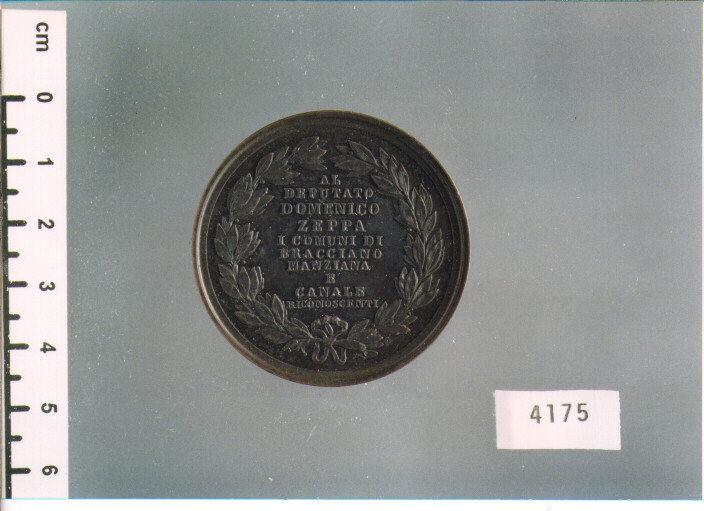 cm
0
1
2
3
4
5
6
AL
DEPUTATO
DOMENICO
ZEPPA
I COMUNI DI
BRACCIANO
MANZIANA
E
CANALE
RICONOSCENTI
4175